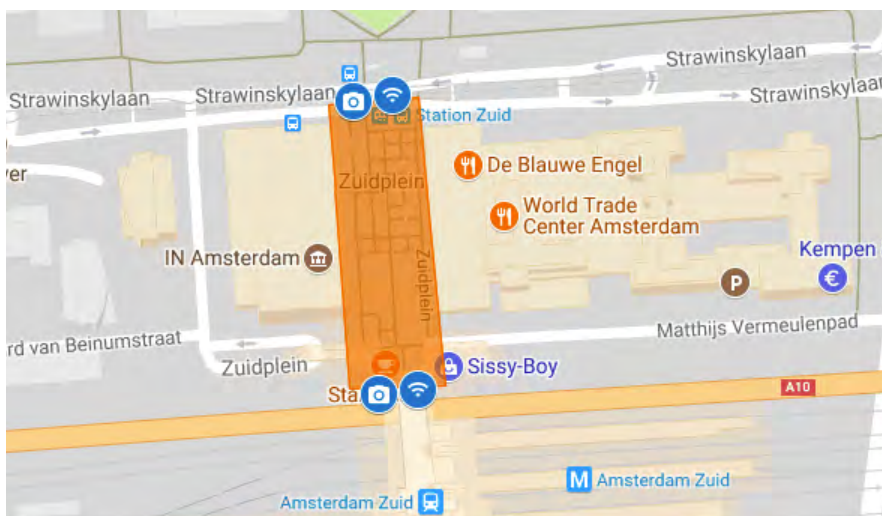 Strawinskylaan
Strawinskylaan
Strawinskylaan
Strawinskylaan
Station Zuid
De Blauwe Engel
Zuidplein
World Trade
Center Amsterdam
IN Amsterdam
Zuidplein
Kempen
€
P
Matthijs Vermeulenpad
rd van Beinumstraat
Zuidplein
Sissy-Boy
Sta
A10
M
Amsterdam Zuid
Amsterdam Zuid